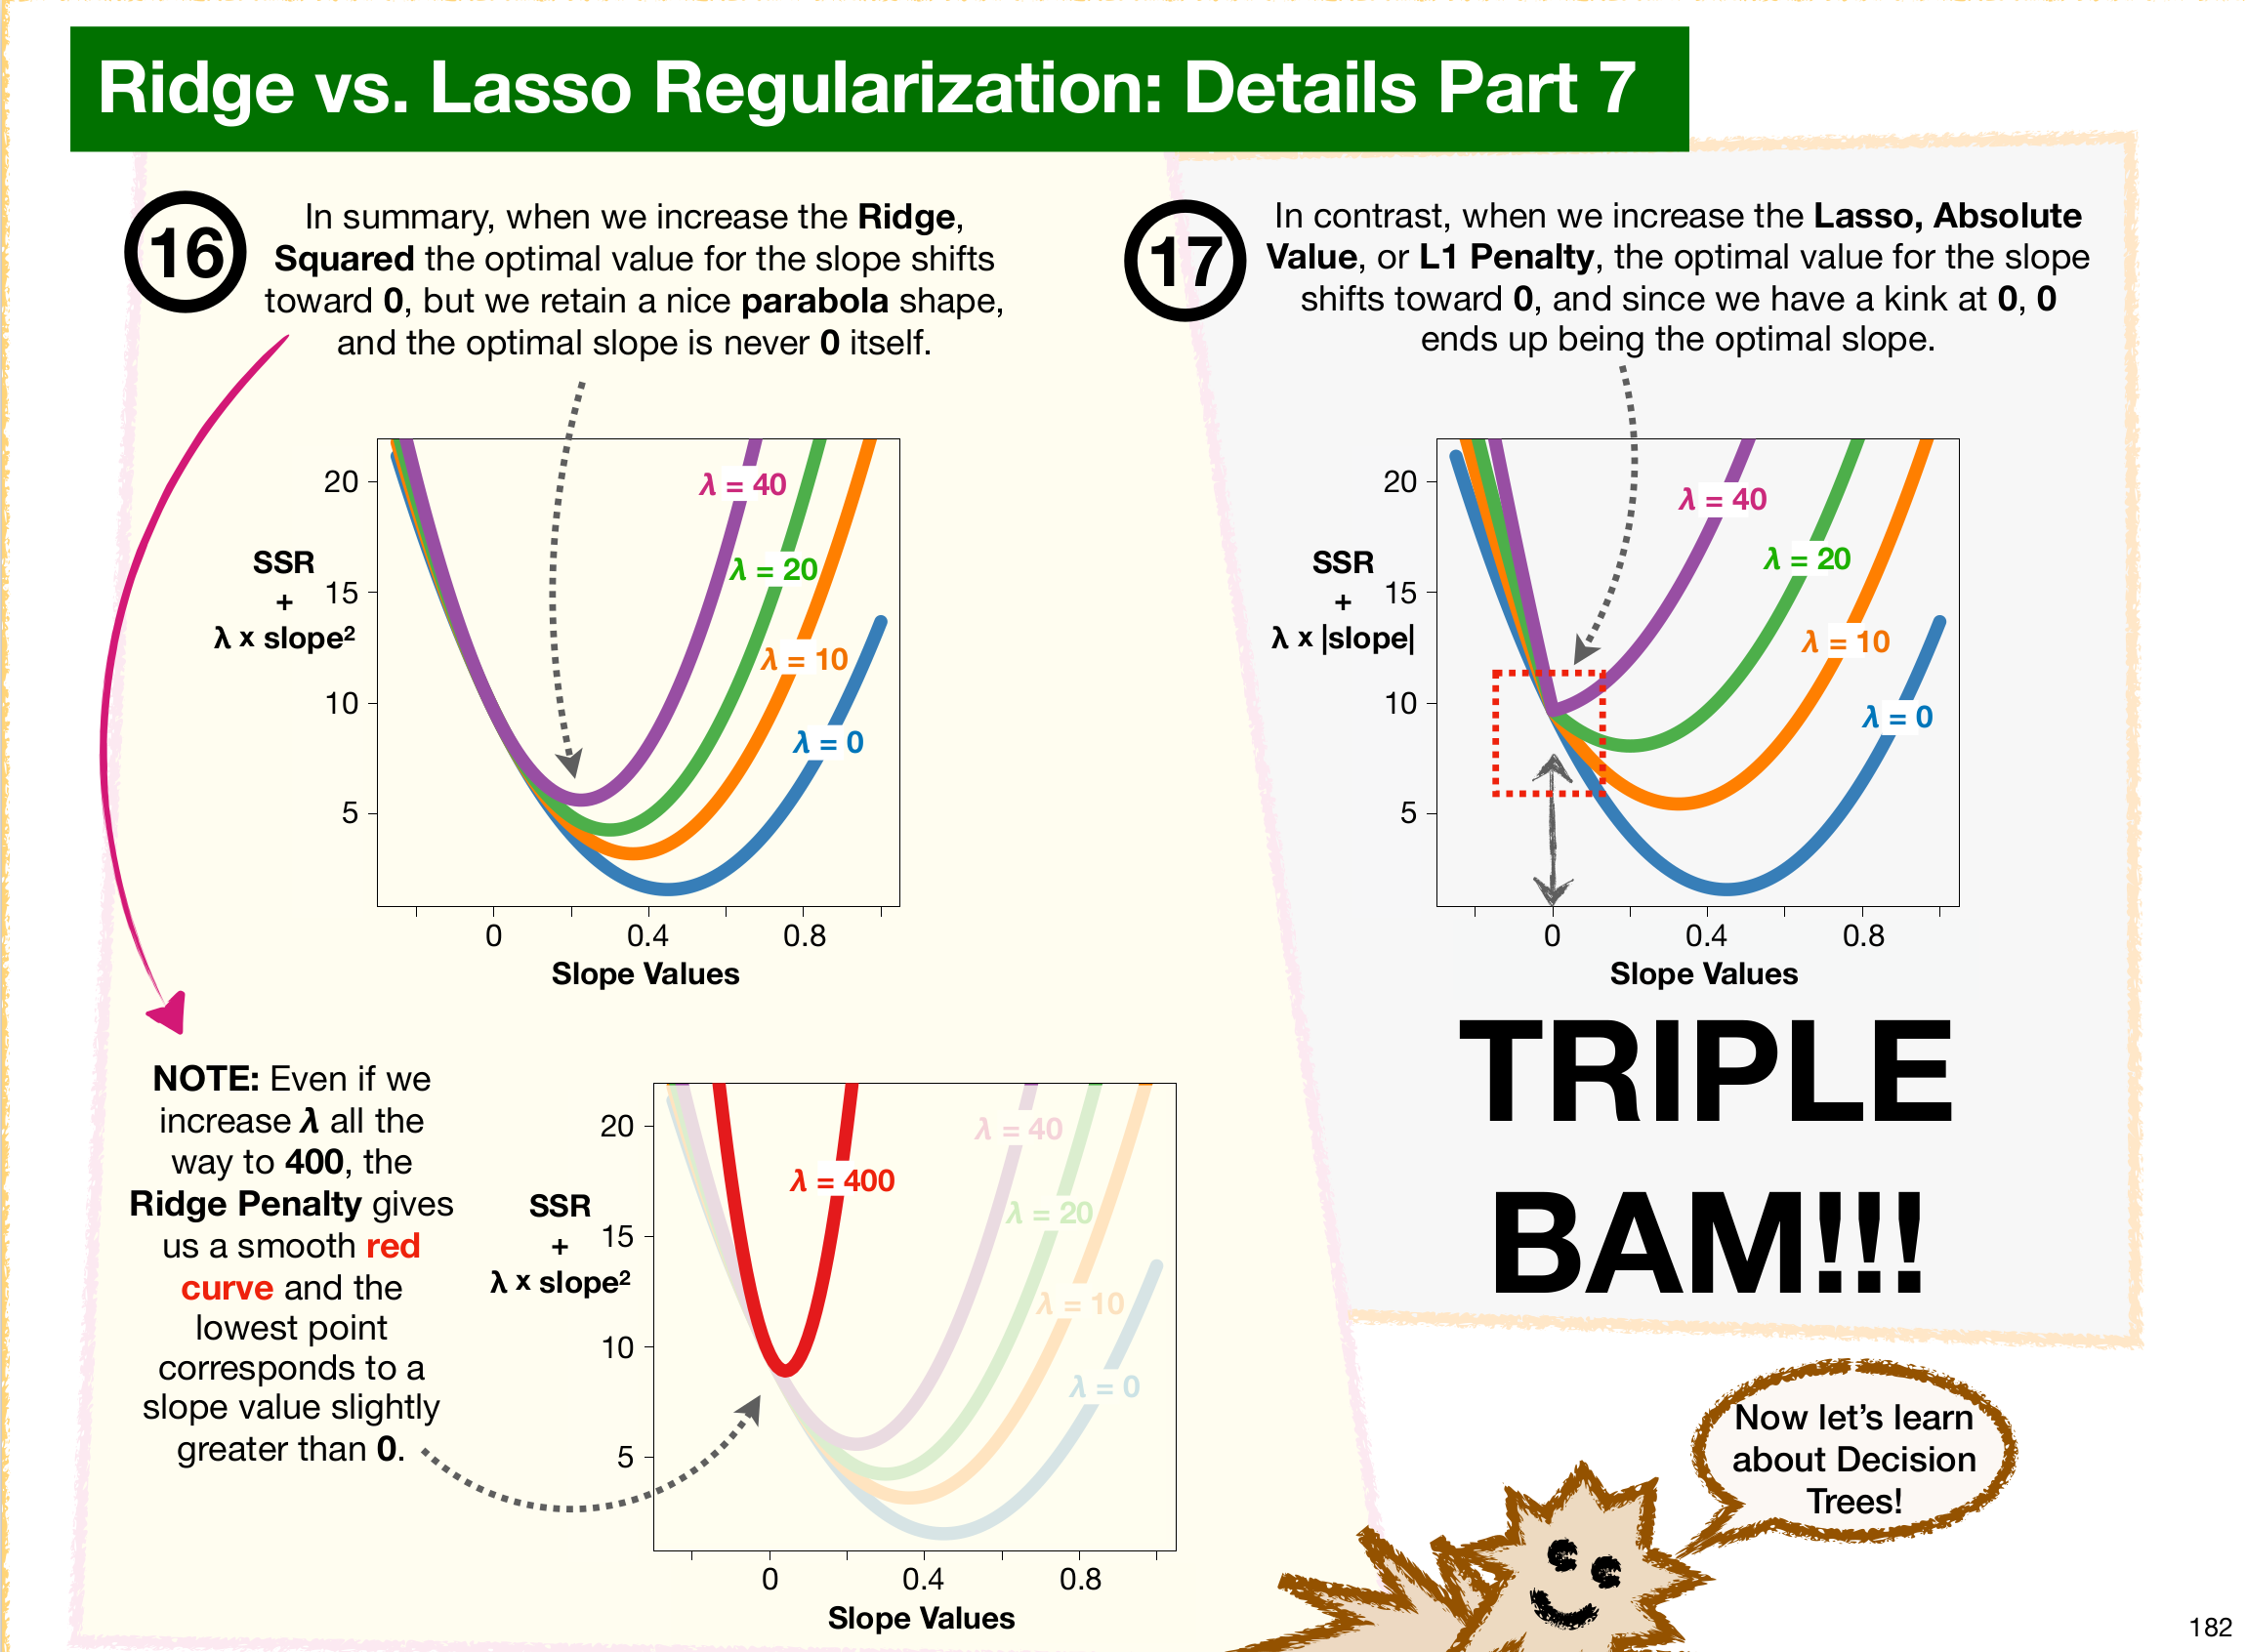 Ridge vs. Lasso Regularization: Details Part 7
16
In summary, when we increase the Ridge,
Squared the optimal value for the slope shifts
toward 0, but we retain a nice parabola shape,
and the optimal slope is never 0 itself.
SSR
+
λ x slope²
20
15
10
5
λ = 40
λ = 20
λ = 10
λ = 0
0 0.4 0.8
Slope Values
NOTE: Even if we
increase λ all the
way to 400, the
Ridge Penalty gives
us a smooth red
curve and the
lowest point
corresponds to a
slope value slightly
greater than 0.
SSR
+
λ x slope²
20
15
10
5
λ = 400
λ = 40
λ = 20
λ = 10
λ = 0
0 0.4 0.8
Slope Values
17
In contrast, when we increase the Lasso, Absolute
Value, or L1 Penalty, the optimal value for the slope
shifts toward 0, and since we have a kink at 0, 0
ends up being the optimal slope.
SSR
+
λ x |slope|
20
15
10
5
λ = 40
λ = 20
λ = 10
λ = 0
0 0.4 0.8
Slope Values
TRIPLE
BAM!!!
Now let’s learn
about Decision
Trees!
182